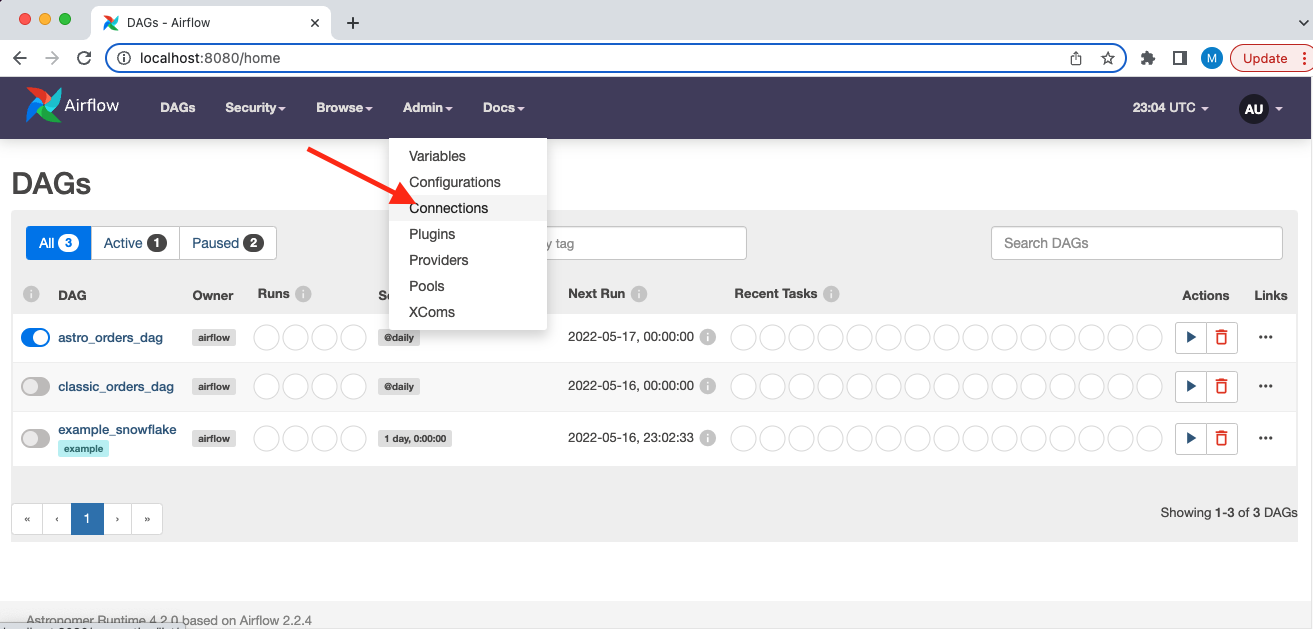 DAGs - Airflow
localhost:8080/home
M
Update
Airflow
DAGs
Security
Browse
Admin
Docs
23:04 UTC
AU
Variables
Configurations
Connections
Plugins
Providers
Pools
XComs
DAGs
All 3
Active 1
Paused 2
y tag
Search DAGs
DAG
Owner
Runs
Next Run
Recent Tasks
Actions
Links
astro_orders_dag
airflow
@daily
2022-05-17, 00:00:00
classic_orders_dag
airflow
@daily
2022-05-16, 00:00:00
example_snowflake
example
airflow
1 day, 0:00:00
2022-05-16, 23:02:33
«
‹
1
›
»
Showing 1-3 of 3 DAGs
Astronomer Runtime 4.2.0 based on Airflow 2.2.4